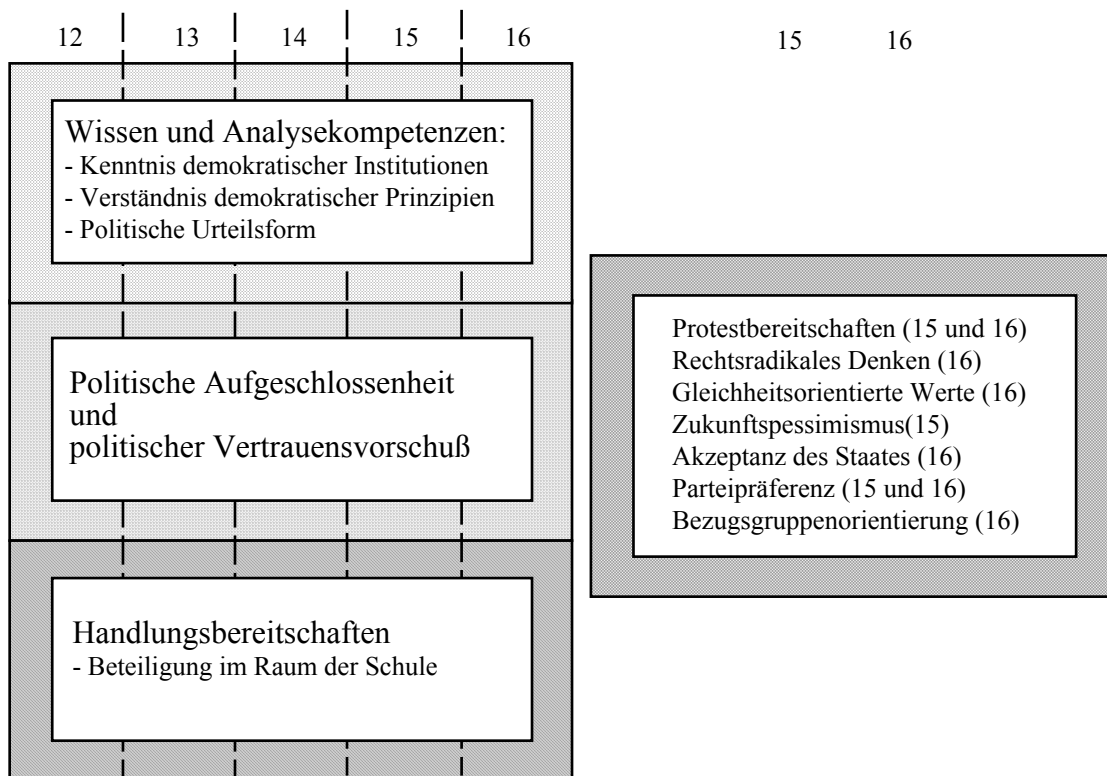 12 13 14 15 16
15 16
Wissen und Analysekompetenzen:
- Kenntnis demokratischer Institutionen
- Verständnis demokratischer Prinzipien
- Politische Urteilsform
Politische Aufgeschlossenheit
und
politischer Vertrauensvorschuß
Handlungsbereitschaften
- Beteiligung im Raum der Schule
Protestbereitschaften (15 und 16)
Rechtsradikales Denken (16)
Gleichheitsorientierte Werte (16)
Zukunftspessimismus(15)
Akzeptanz des Staates (16)
Parteipräferenz (15 und 16)
Bezugsgruppenorientierung (16)